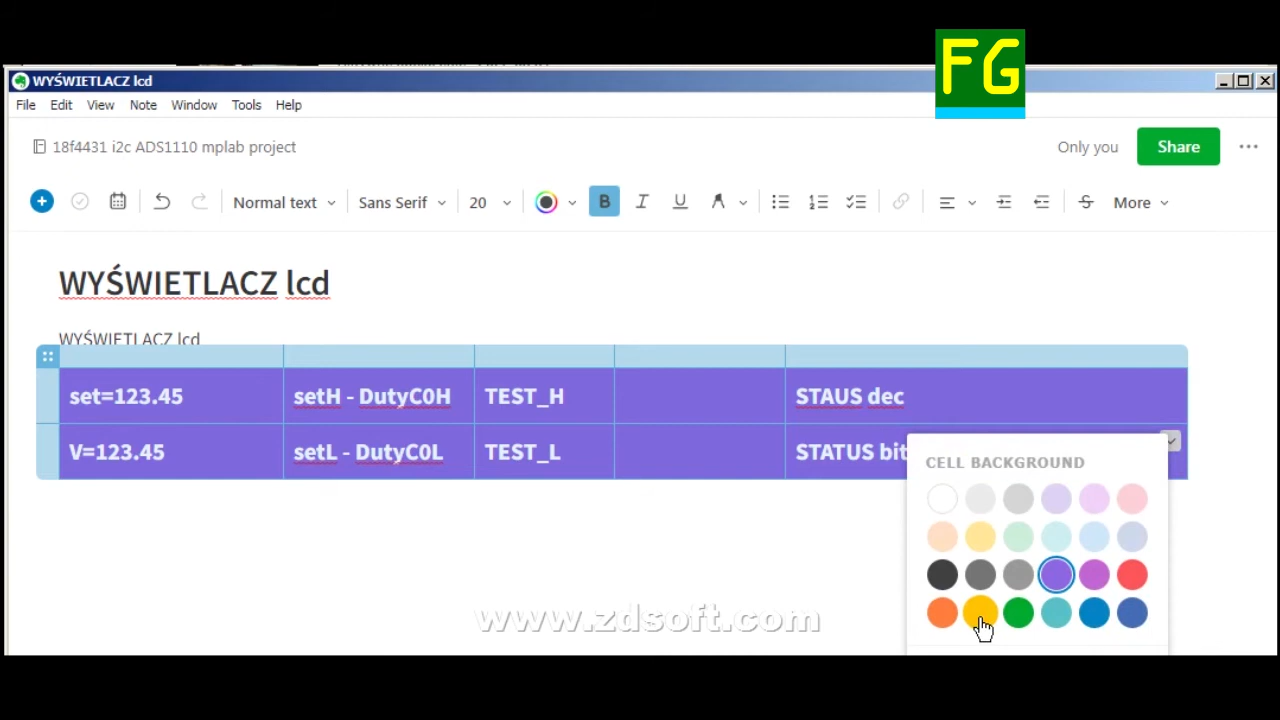 FG
WYŚWIETLACZ lcd
File Edit View Note Window Tools Help
18f4431 i2c ADS1110 mplab project Only you Share
Normal text Sans Serif 20 B I U More
WYŚWIETLACZ lcd
WYŚWIETLACZ lcd
set=123.45 setH - DutyC0H TEST_H STAUS dec
V=123.45 setL - DutyC0L TEST_L STATUS bit
CELL BACKGROUND
www.zdsoft.com